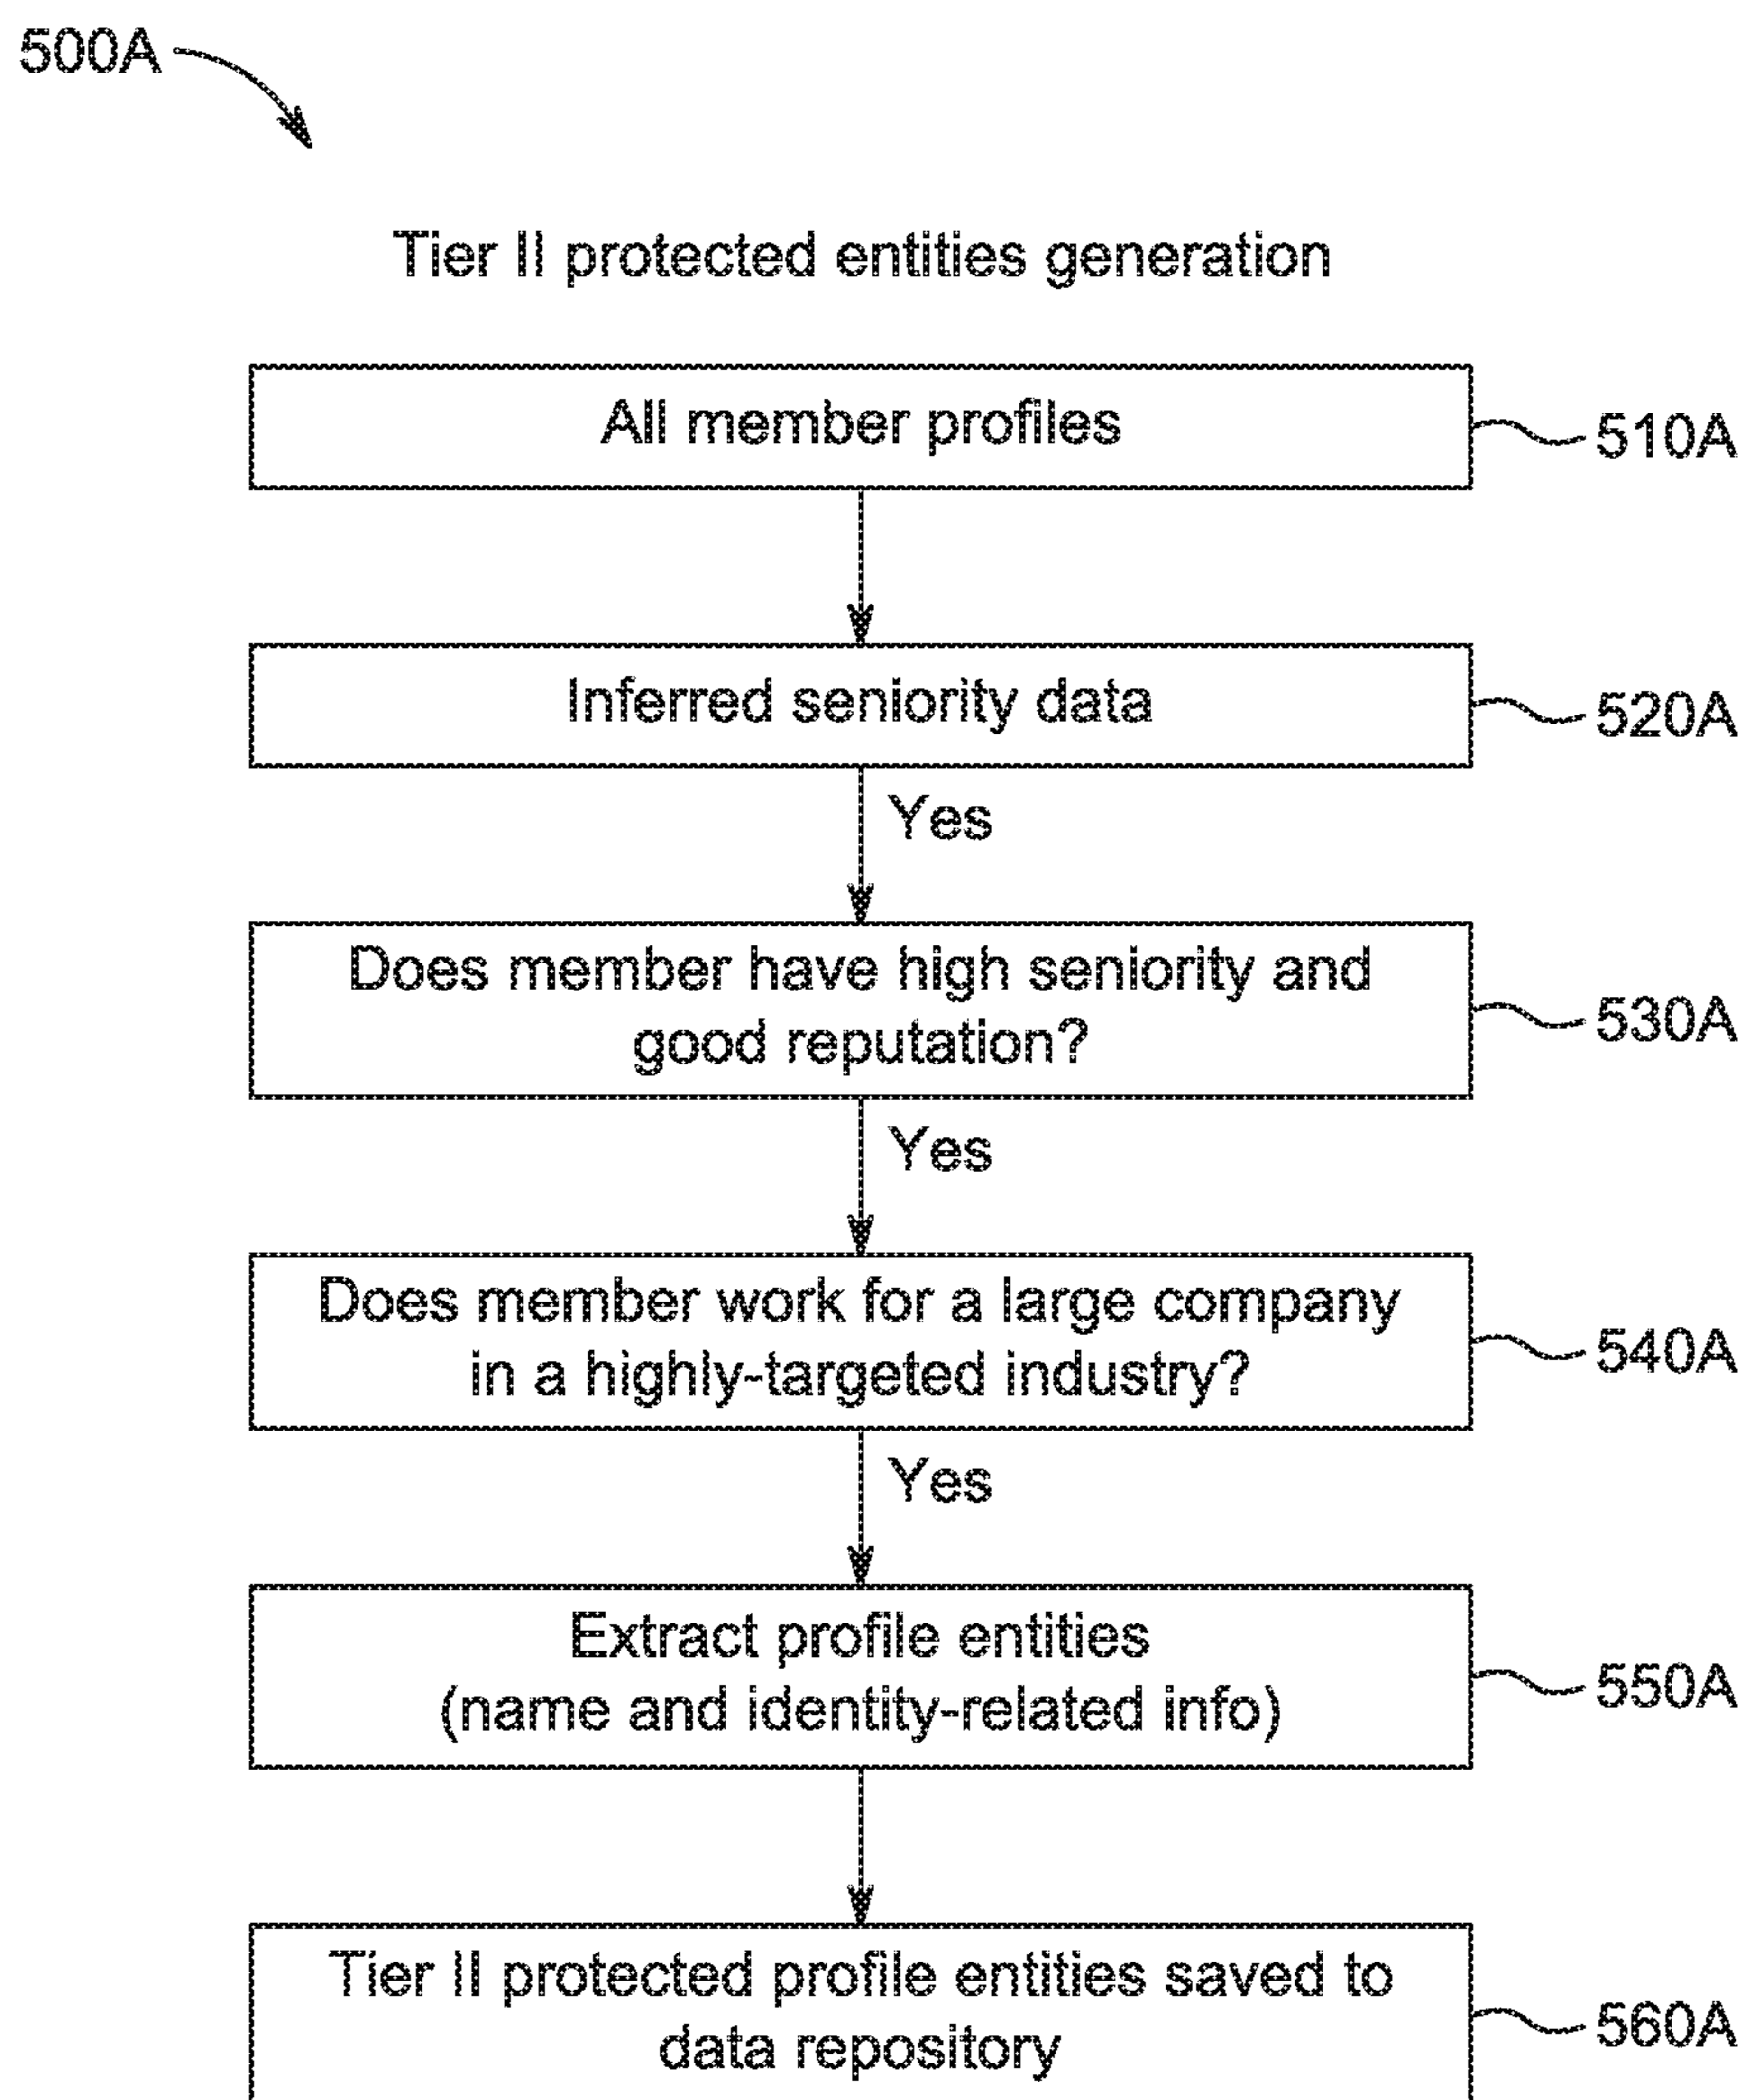 500A
Tier II protected entities generation
All member profiles
510A
Inferred seniority data
520A
Yes
Does member have high seniority and
good reputation?
530A
Yes
Does member work for a large company
in a highly-targeted industry?
540A
Yes
Extract profile entities
(name and identity-related info)
550A
Tier II protected profile entities saved to
data repository
560A